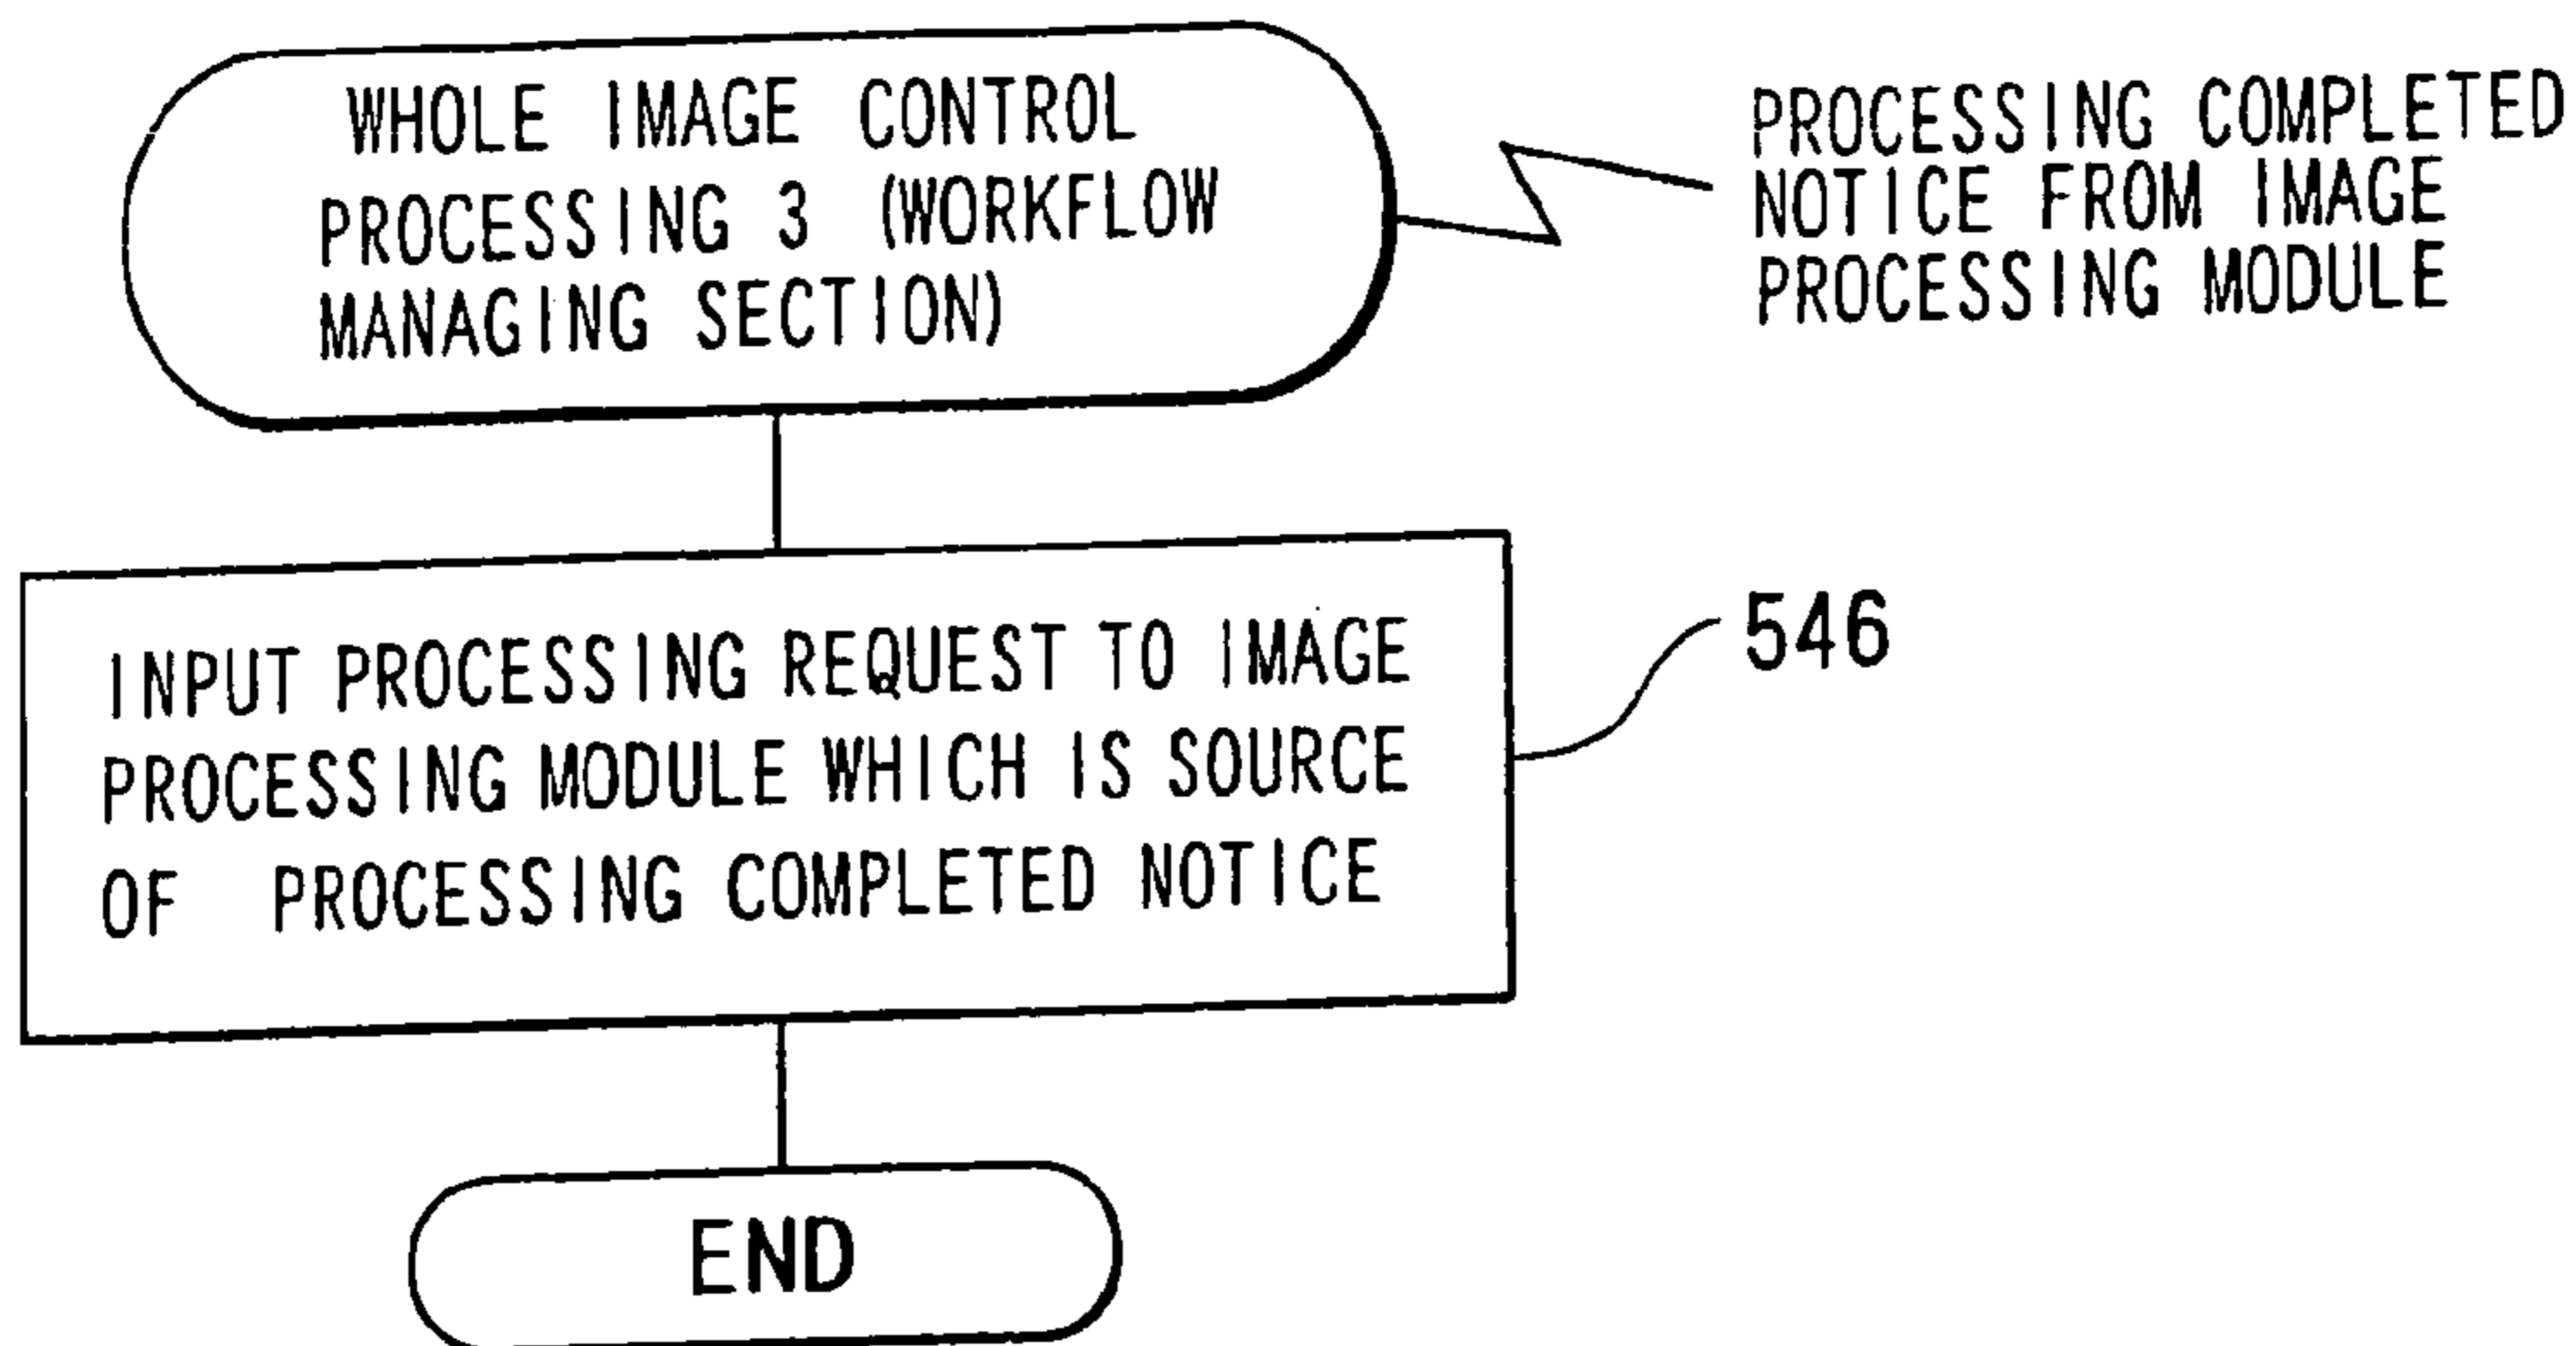 WHOLE IMAGE CONTROL
PROCESSING 3 (WORKFLOW
MANAGING SECTION)
PROCESSING COMPLETED
NOTICE FROM IMAGE
PROCESSING MODULE
INPUT PROCESSING REQUEST TO IMAGE
PROCESSING MODULE WHICH IS SOURCE
OF PROCESSING COMPLETED NOTICE
546
END